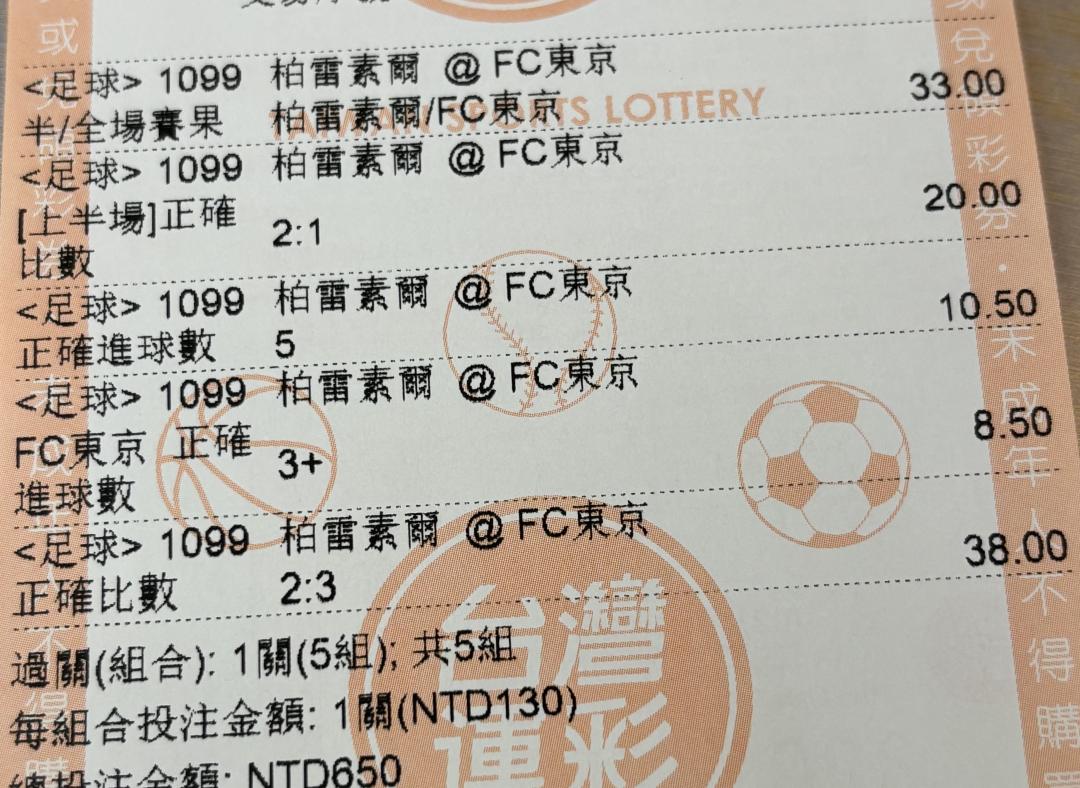 <足球> 1099 柏雷素爾 @ FC東京
半/全場賽果 柏雷素爾/FC東京 33.00
TAIWAN SPORTS LOTTERY
<足球> 1099 柏雷素爾 @ FC東京
[上半場]正確
比數 2:1 20.00
<足球> 1099 柏雷素爾 @ FC東京
正確進球數 5 10.50
<足球> 1099 柏雷素爾 @ FC東京
FC東京 正確
進球數 3+ 8.50
<足球> 1099 柏雷素爾 @ FC東京
正確比數 2:3 38.00
過關(組合): 1關(5組); 共5組
每組合投注金額: 1關(NTD130)
總投注金額: NTD650
台灣
運彩
成年人
不得購